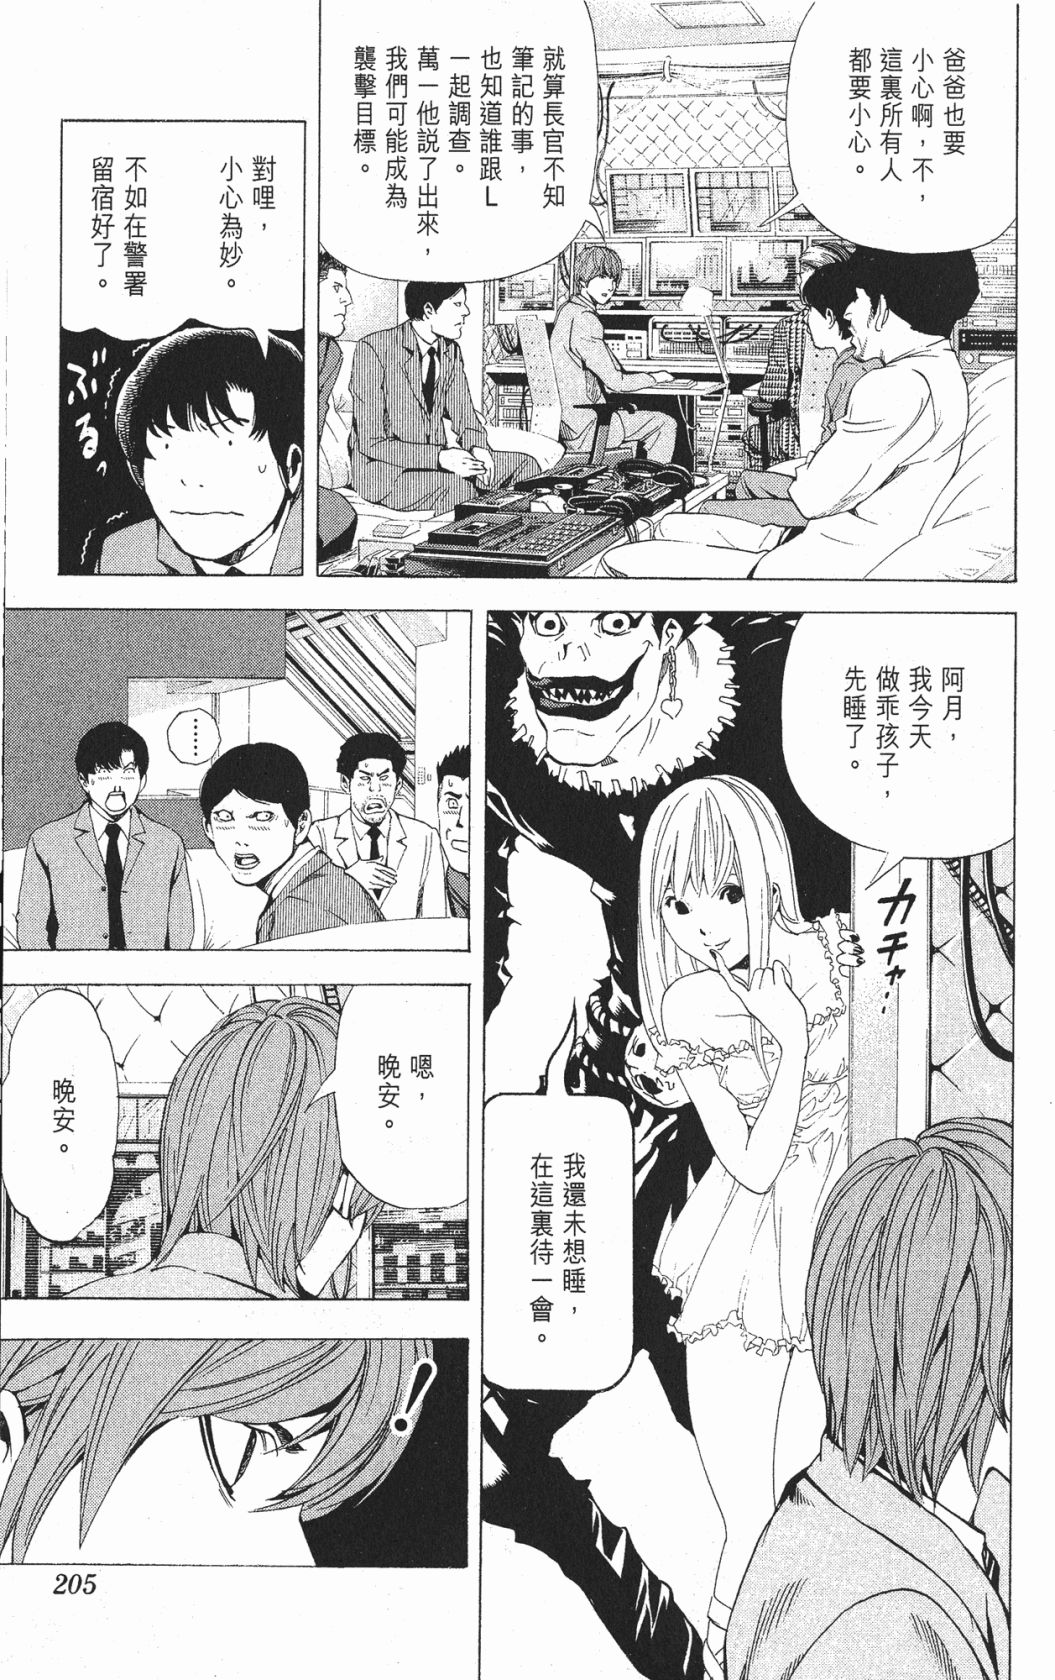 爸爸也要
小心啊，不，
這裏所有人
都要小心。
就算長官不知
筆記的事，
也知道誰跟L
一起調查。
萬一他説了出來，
我們可能成為
襲擊目標。
對哩，
小心為妙。
不如在警署
留宿好了。
ぶるっ
阿月，
我今天
做乖孩子，
先睡了。
カチャ…
我還未想睡，
在這裏待一會。
……
嗯，
晚安。
晚安。
！
205